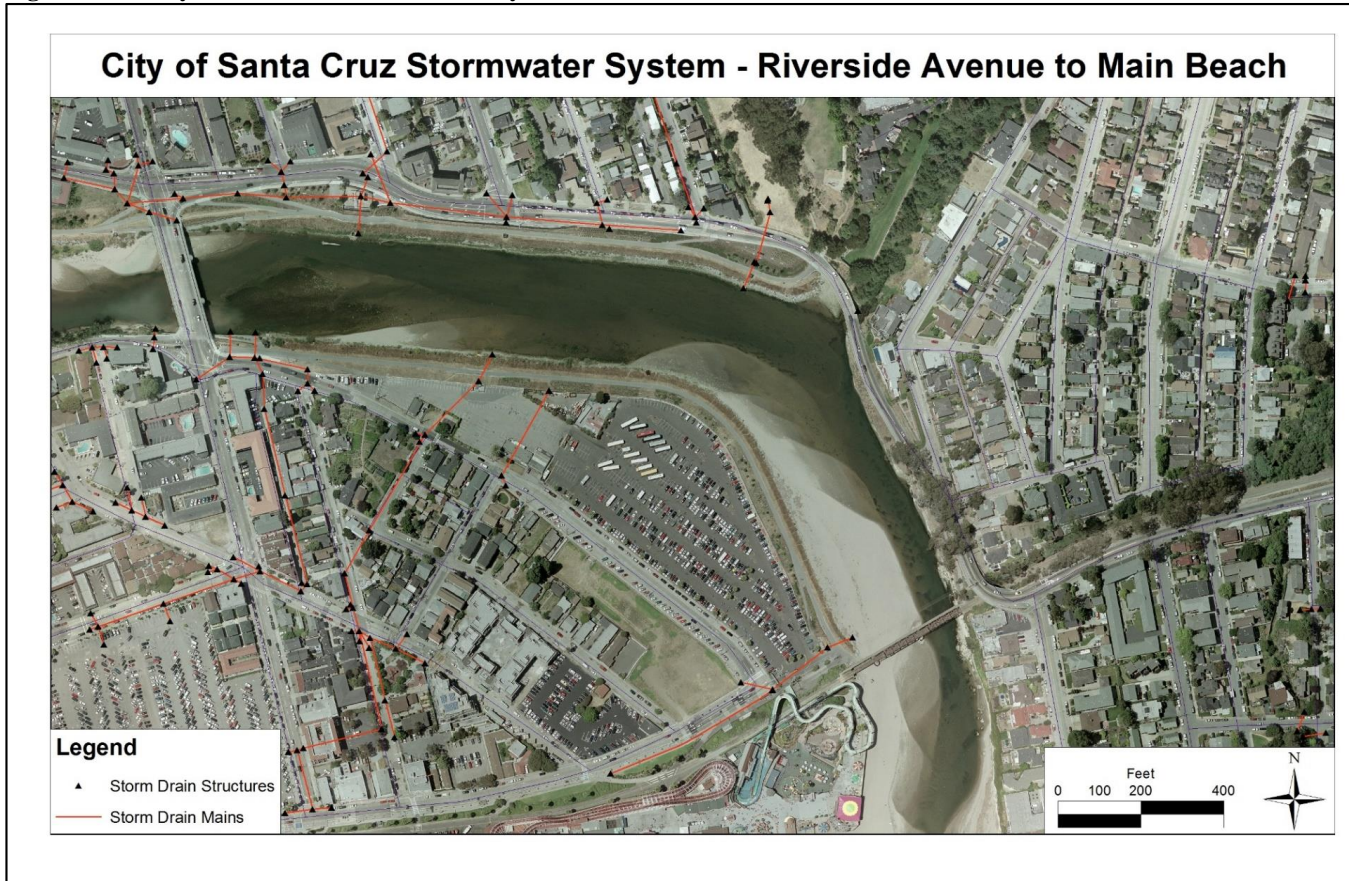 City of Santa Cruz Stormwater System - Riverside Avenue to Main Beach
Legend
Storm Drain Structures
Storm Drain Mains
Feet
0 100 200 400
N